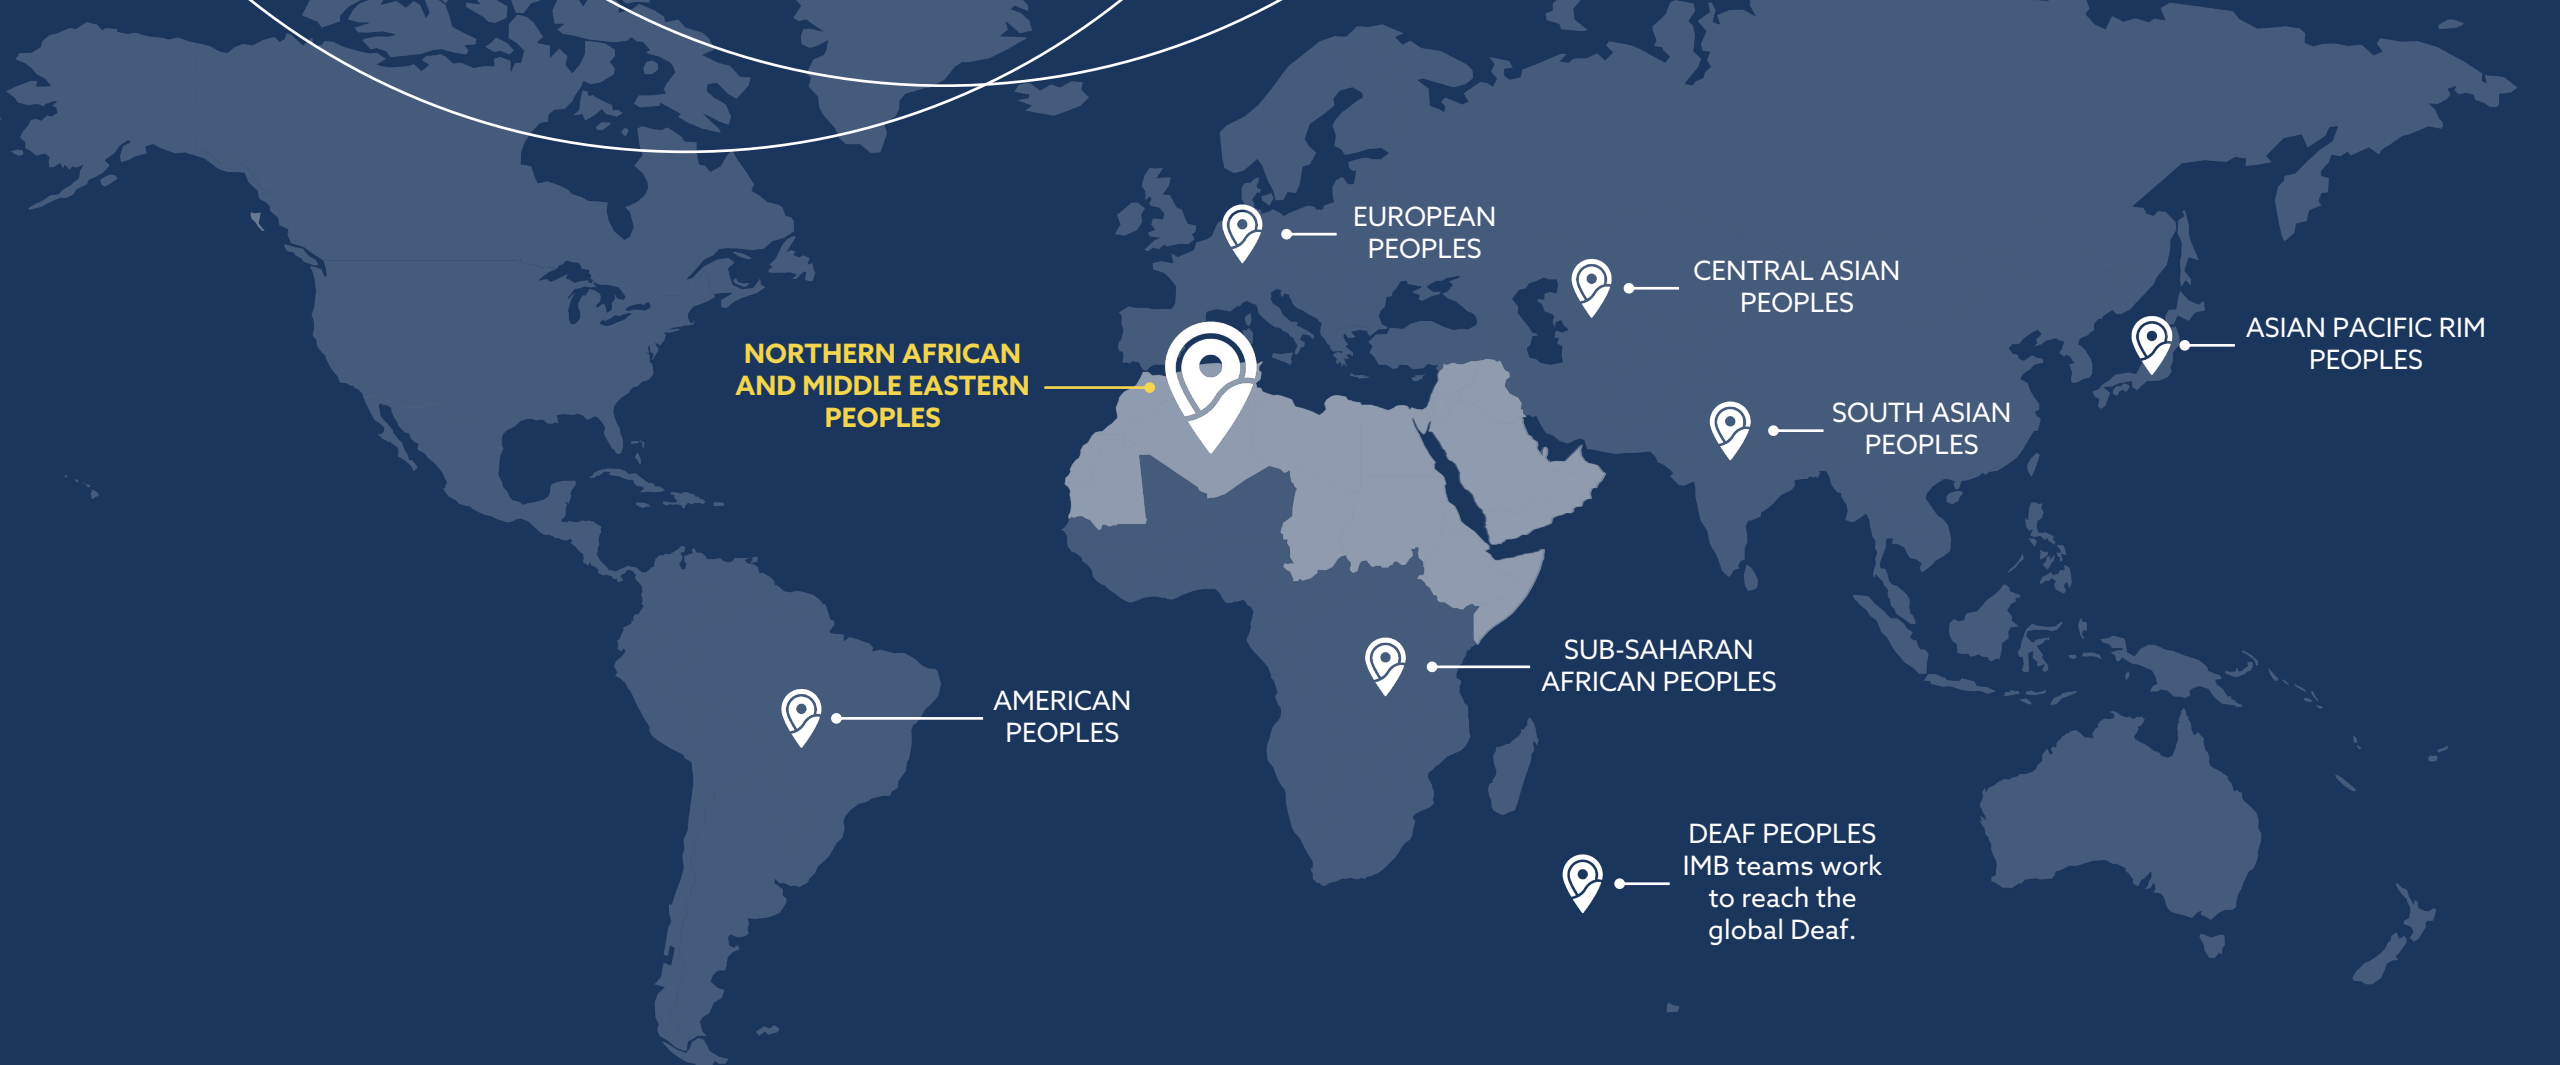 EUROPEAN
PEOPLES
CENTRAL ASIAN
PEOPLES
ASIAN PACIFIC RIM
PEOPLES
NORTHERN AFRICAN
AND MIDDLE EASTERN
PEOPLES
SOUTH ASIAN
PEOPLES
SUB-SAHARAN
AFRICAN PEOPLES
AMERICAN
PEOPLES
DEAF PEOPLES
IMB teams work
to reach the
global Deaf.